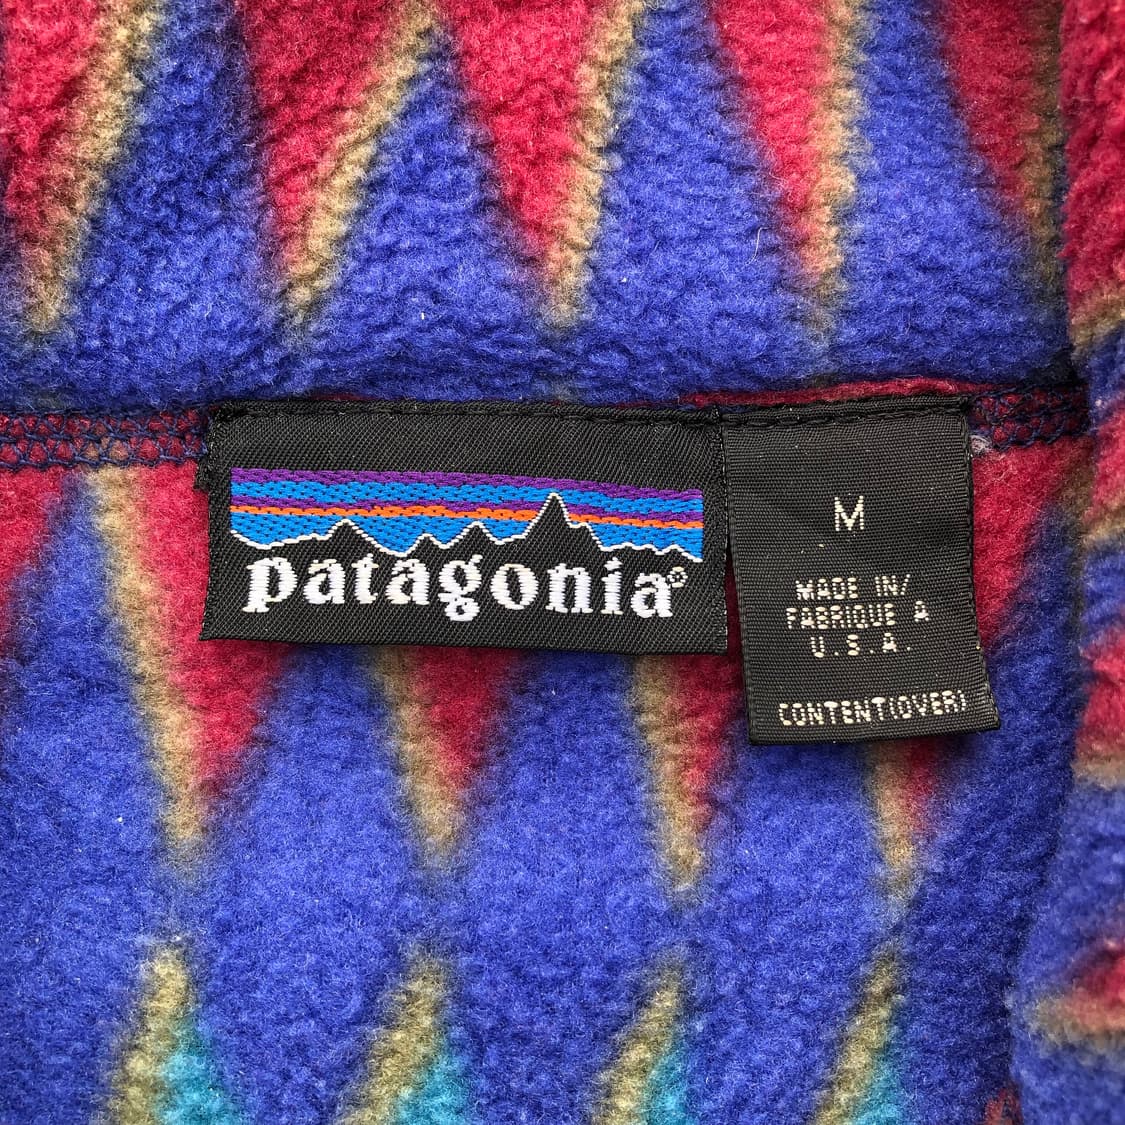 patagonia®
M
MADE IN/
FABRIQUE A
U.S.A.
CONTENT(OVER)